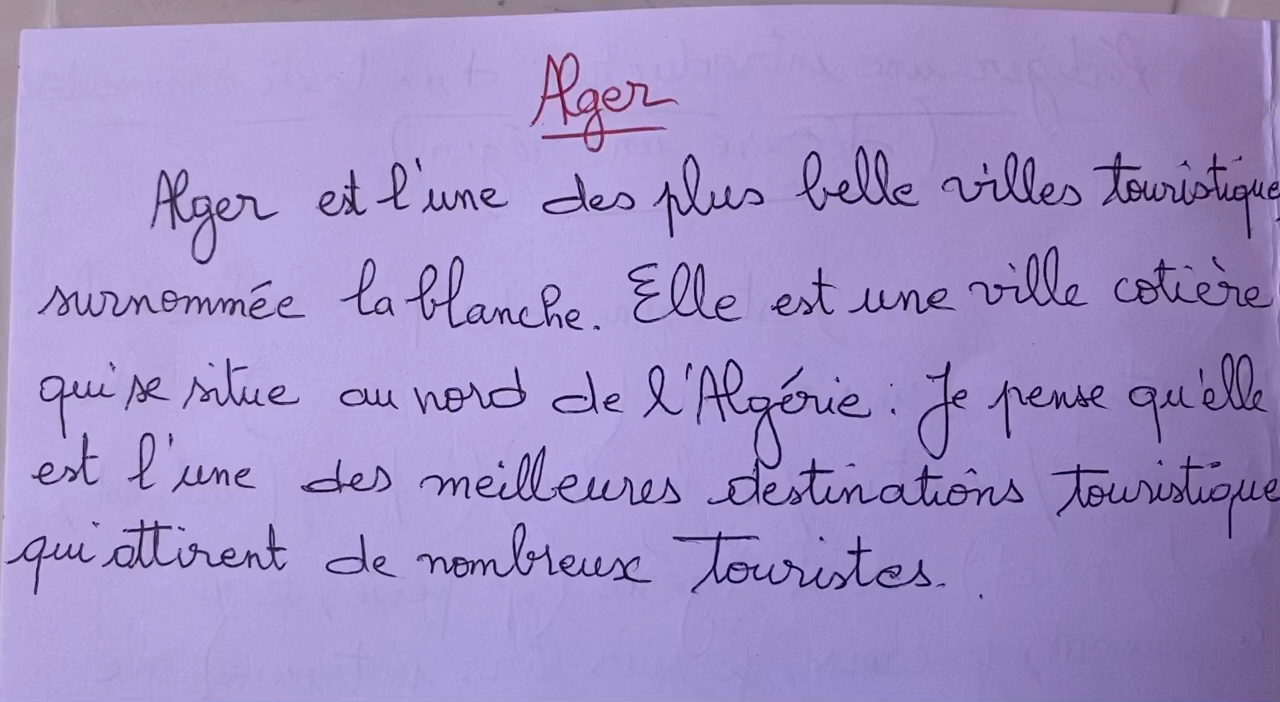 Alger
Alger est l'une des plus belle villes touristique
surnommée la blanche. Elle est une ville cotière
qui se situe au nord de l'Algérie. Je pense qu'elle
est l'une des meilleures destinations touristique
qui attirent de nombreux touristes.